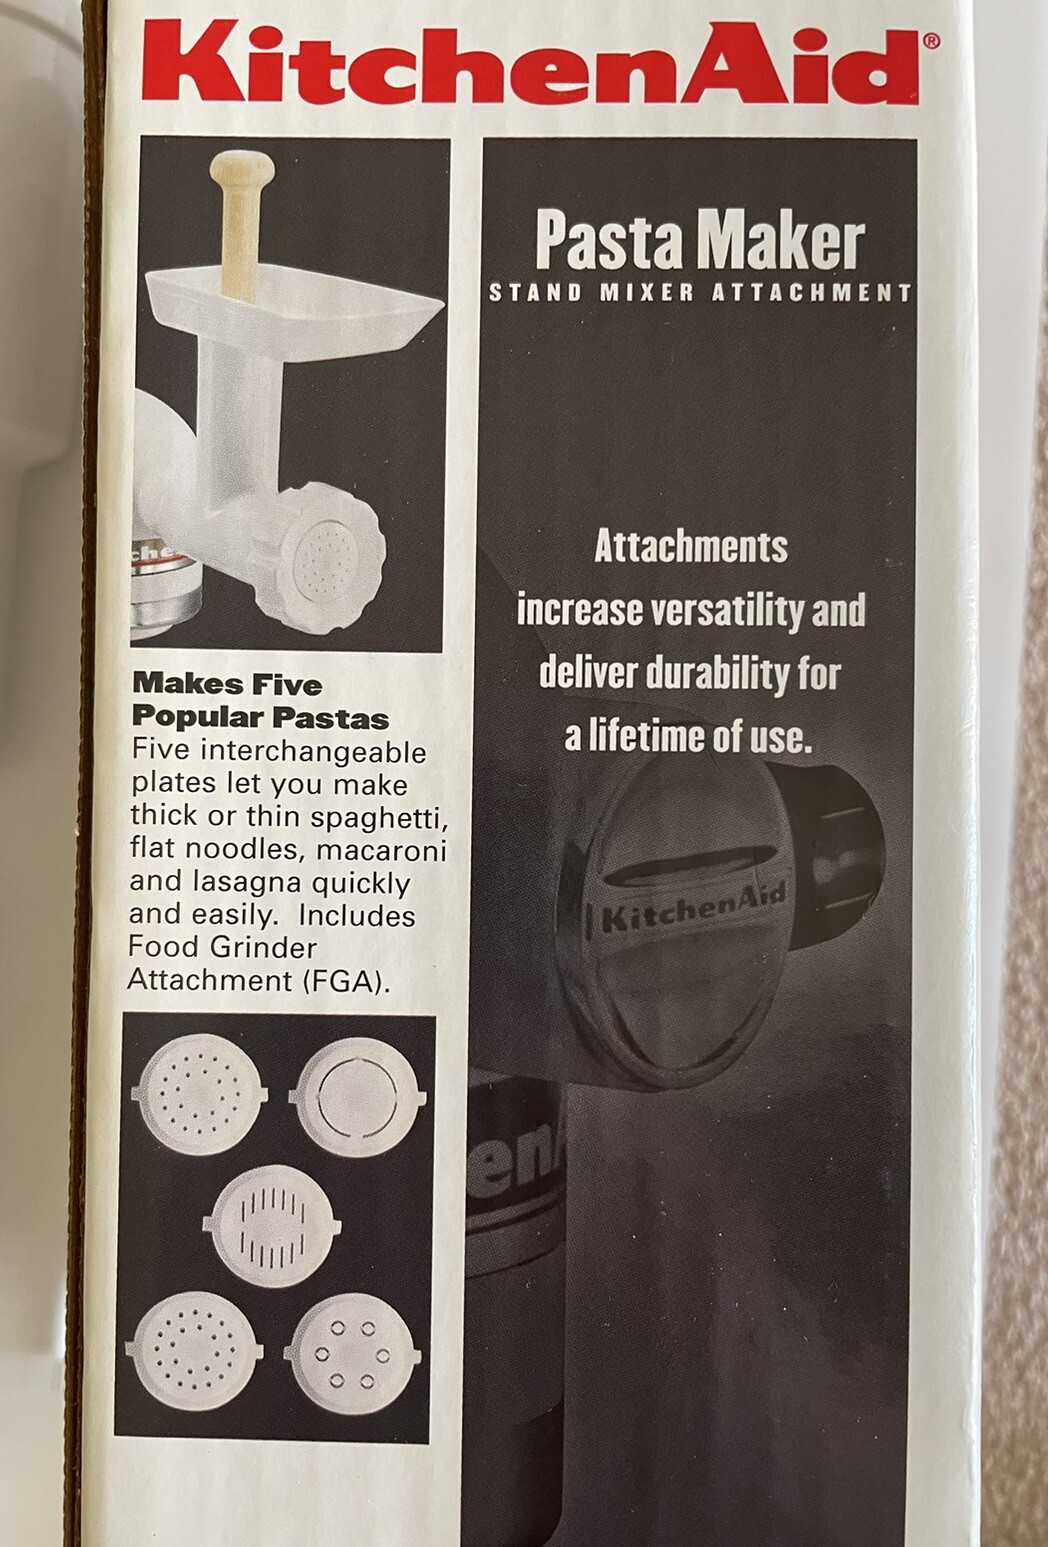 KitchenAid®
Pasta Maker
STAND MIXER ATTACHMENT
Attachments
increase versatility and
deliver durability for
a lifetime of use.
che
Makes Five
Popular Pastas
Five interchangeable
plates let you make
thick or thin spaghetti,
flat noodles, macaroni
and lasagna quickly
and easily.  Includes
Food Grinder
Attachment (FGA).
KitchenAid
en